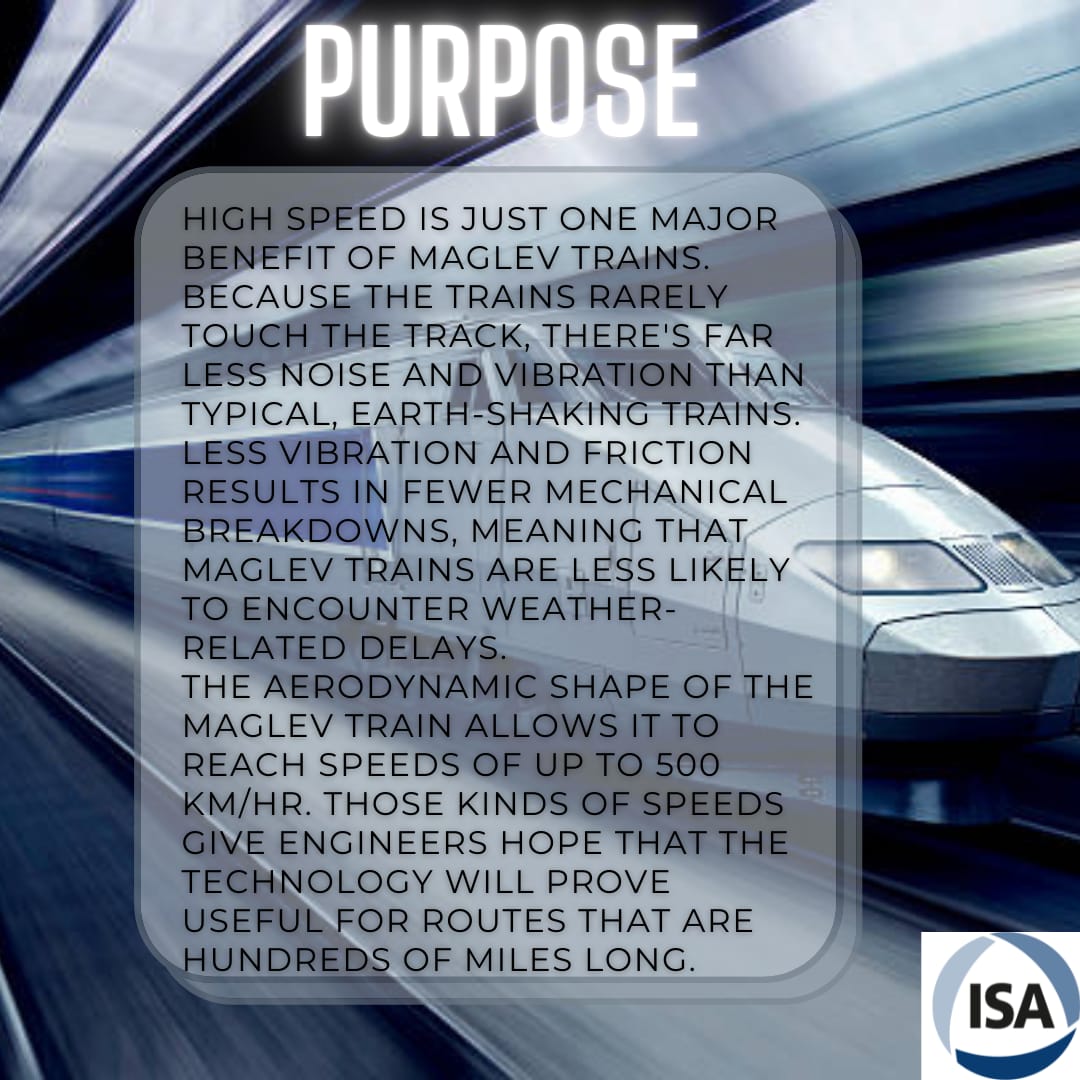 PURPOSE
HIGH SPEED IS JUST ONE MAJOR
BENEFIT OF MAGLEV TRAINS.
BECAUSE THE TRAINS RARELY
TOUCH THE TRACK, THERE'S FAR
LESS NOISE AND VIBRATION THAN
TYPICAL, EARTH-SHAKING TRAINS.
LESS VIBRATION AND FRICTION
RESULTS IN FEWER MECHANICAL
BREAKDOWNS, MEANING THAT
MAGLEV TRAINS ARE LESS LIKELY
TO ENCOUNTER WEATHER-
RELATED DELAYS.
THE AERODYNAMIC SHAPE OF THE
MAGLEV TRAIN ALLOWS IT TO
REACH SPEEDS OF UP TO 500
KM/HR. THOSE KINDS OF SPEEDS
GIVE ENGINEERS HOPE THAT THE
TECHNOLOGY WILL PROVE
USEFUL FOR ROUTES THAT ARE
HUNDREDS OF MILES LONG.
ISA